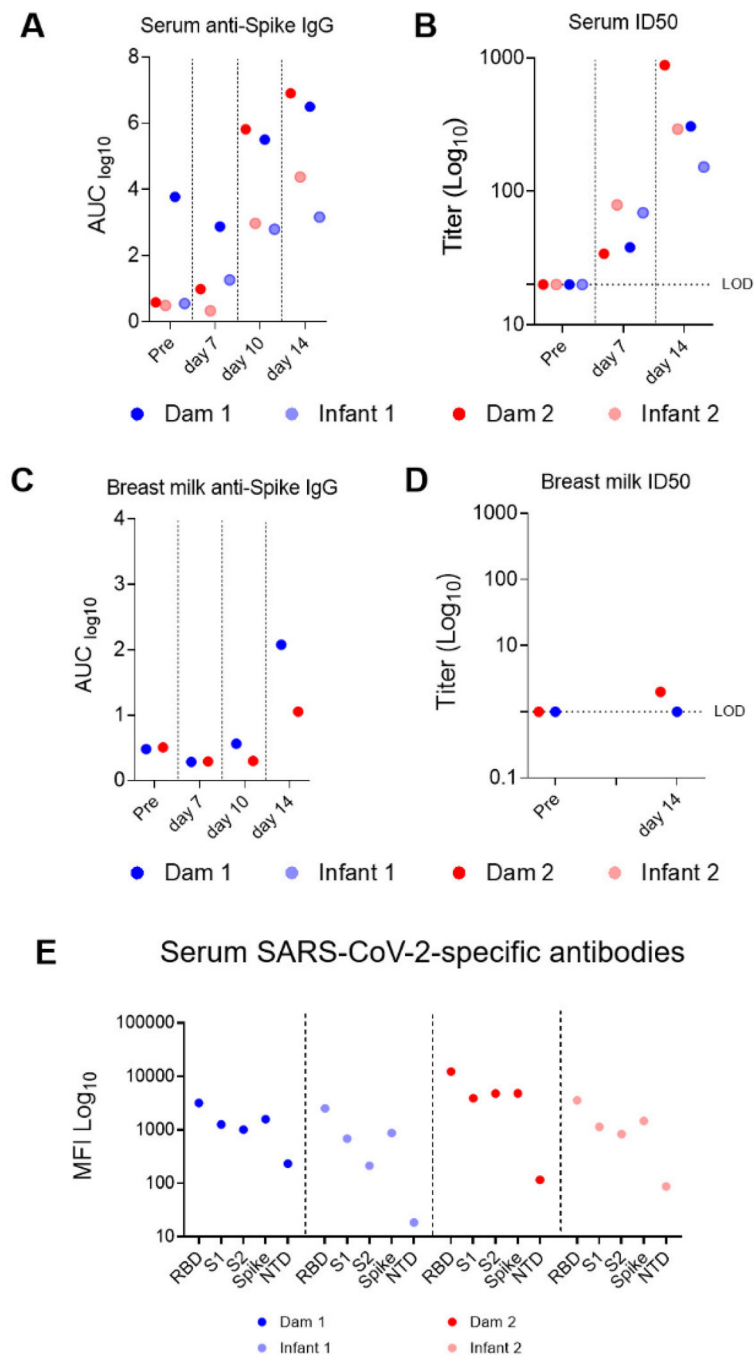 A
Serum anti-Spike IgG
AUC log10
8
6
4
2
0
Pre
day 7
day 10
day 14
B
Serum ID50
Titer (Log10)
1000
100
10
LOD
Pre
day 7
day 14
Dam 1
Infant 1
Dam 2
Infant 2
C
Breast milk anti-Spike IgG
AUC log10
4
3
2
1
0
Pre
day 7
day 10
day 14
D
Breast milk ID50
Titer (Log10)
1000
100
10
0.1
LOD
Pre
day 14
Dam 1
Infant 1
Dam 2
Infant 2
E
Serum SARS-CoV-2-specific antibodies
MFI Log10
100000
10000
1000
100
10
RBD
S1
S2
Spike
NTD
RBD
S1
S2
Spike
NTD
RBD
S1
S2
Spike
NTD
RBD
S1
S2
Spike
NTD
Dam 1
Dam 2
Infant 1
Infant 2